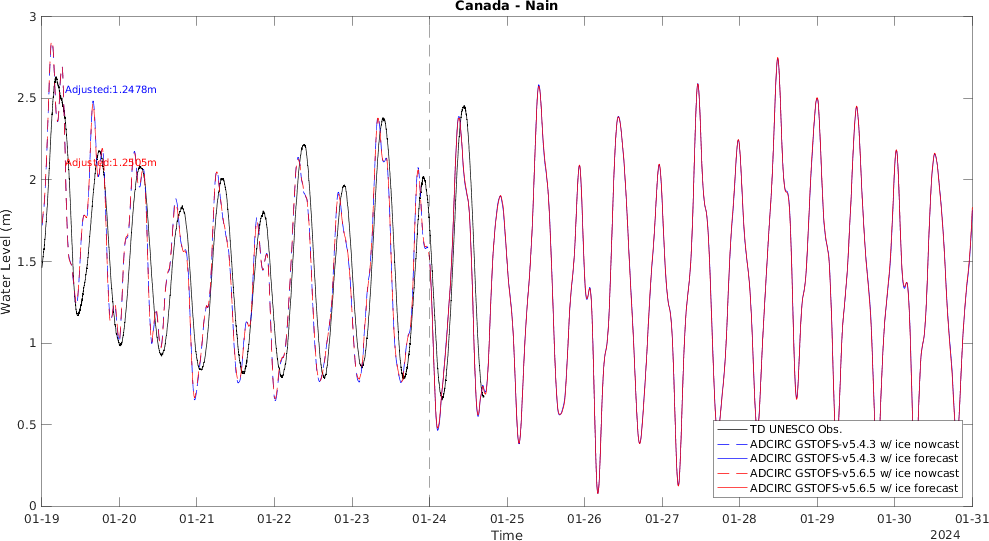 Canada - Nain
3
2.5
2
1.5
1
0.5
0
Water Level (m)
Adjusted:1.2478m
Adjusted:1.2505m
TD UNESCO Obs.
ADCIRC GSTOFS-v5.4.3 w/ ice nowcast
ADCIRC GSTOFS-v5.4.3 w/ ice forecast
ADCIRC GSTOFS-v5.6.5 w/ ice nowcast
ADCIRC GSTOFS-v5.6.5 w/ ice forecast
01-19 01-20 01-21 01-22 01-23 01-24 01-25 01-26 01-27 01-28 01-29 01-30 01-31
Time
2024